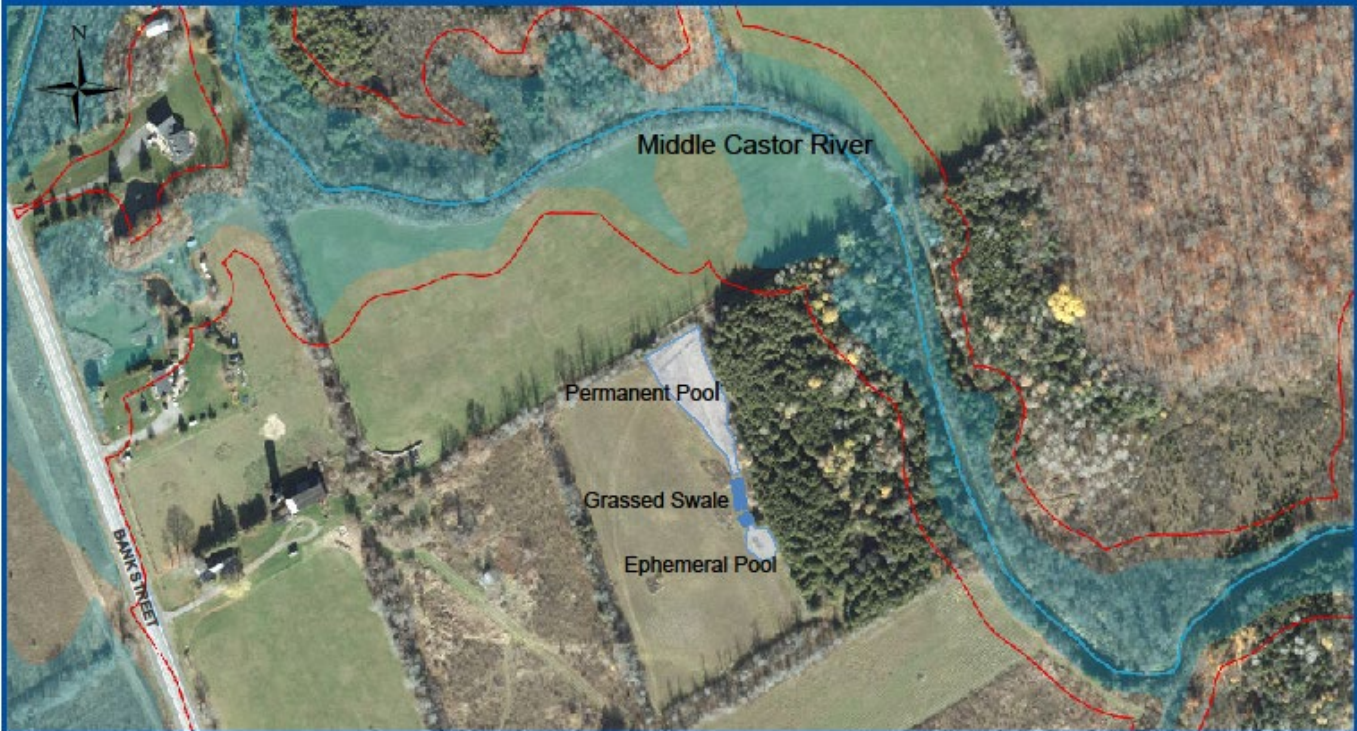 N
Middle Castor River
Permanent Pool
Grassed Swale
Ephemeral Pool
BANK STREET